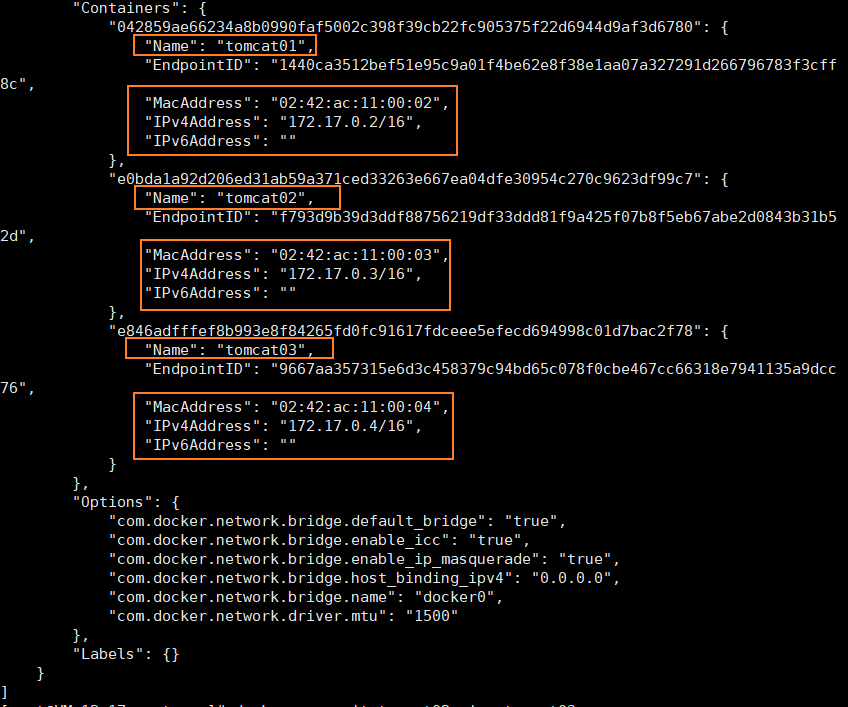 "Containers": {
"042859ae66234a8b0990faf5002c398f39cb22fc905375f22d6944d9af3d6780": {
"Name": "tomcat01",
"EndpointID": "1440ca3512bef51e95c9a01f4be62e8f38e1aa07a327291d266796783f3cff
8c",
"MacAddress": "02:42:ac:11:00:02",
"IPv4Address": "172.17.0.2/16",
"IPv6Address": ""
},
"e0bda1a92d206ed31ab59a371ced33263e667ea04dfe30954c270c9623df99c7": {
"Name": "tomcat02",
"EndpointID": "f793d9b39d3ddf88756219df33ddd81f9a425f07b8f5eb67abe2d0843b31b5
2d",
"MacAddress": "02:42:ac:11:00:03",
"IPv4Address": "172.17.0.3/16",
"IPv6Address": ""
},
"e846adfffef8b993e8f84265fd0fc91617fdceee5efecd694998c01d7bac2f78": {
"Name": "tomcat03",
"EndpointID": "9667aa357315e6d3c458379c94bd65c078f0cbe467cc66318e7941135a9dcc
76",
"MacAddress": "02:42:ac:11:00:04",
"IPv4Address": "172.17.0.4/16",
"IPv6Address": ""
}
},
"Options": {
"com.docker.network.bridge.default_bridge": "true",
"com.docker.network.bridge.enable_icc": "true",
"com.docker.network.bridge.enable_ip_masquerade": "true",
"com.docker.network.bridge.host_binding_ipv4": "0.0.0.0",
"com.docker.network.bridge.name": "docker0",
"com.docker.network.driver.mtu": "1500"
},
"Labels": {}
}
]